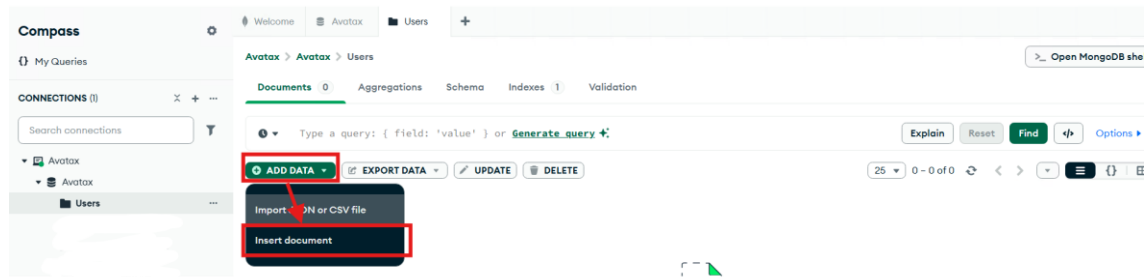 Compass
{} My Queries
CONNECTIONS (1)
Search connections
Avatax
Avatax
Users
Welcome
Avatax
Users
Avatax > Avatax > Users
>_ Open MongoDB she
Documents 0
Aggregations
Schema
Indexes 1
Validation
Type a query: { field: 'value' } or Generate query
Explain
Reset
Find
</>
Options
ADD DATA
EXPORT DATA
UPDATE
DELETE
25
0 – 0 of 0
{}
Import ON or CSV file
Insert document